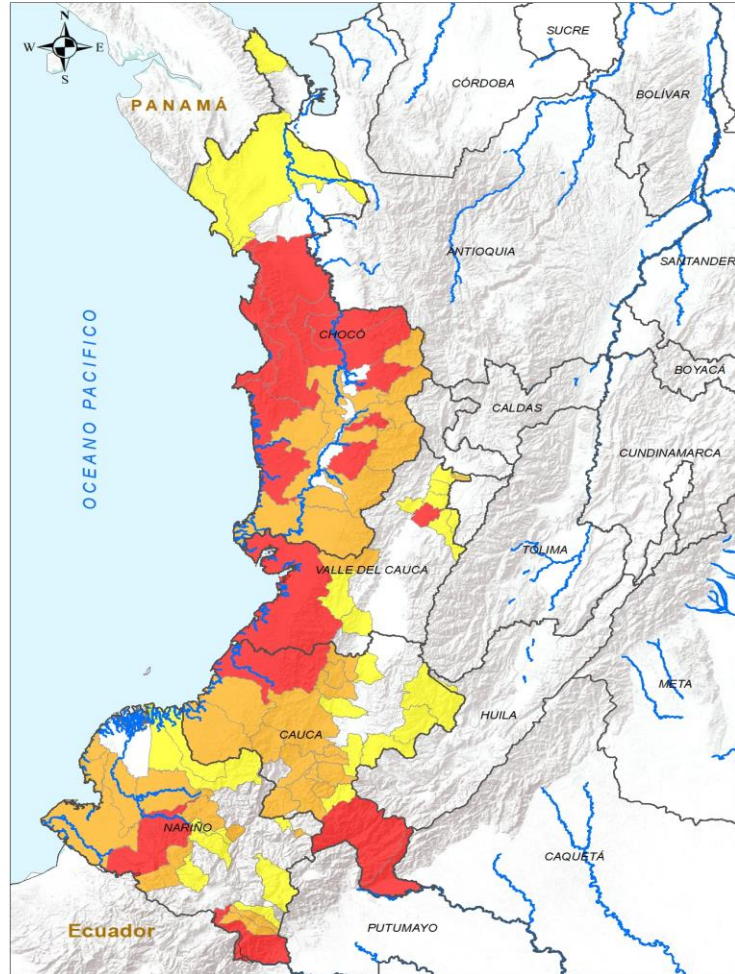 N
W E
S
SUCRE
CÓRDOBA
BOLÍVAR
PANAMÁ
ANTIOQUIA
SANTANDER
CHOCÓ
OCEANO PACIFICO
BOYACÁ
CALDAS
CUNDINAMARCA
TOLIMA
VALLE DEL CAUCA
META
HUILA
CAUCA
NARIÑO
CAQUETÁ
Ecuador
PUTUMAYO